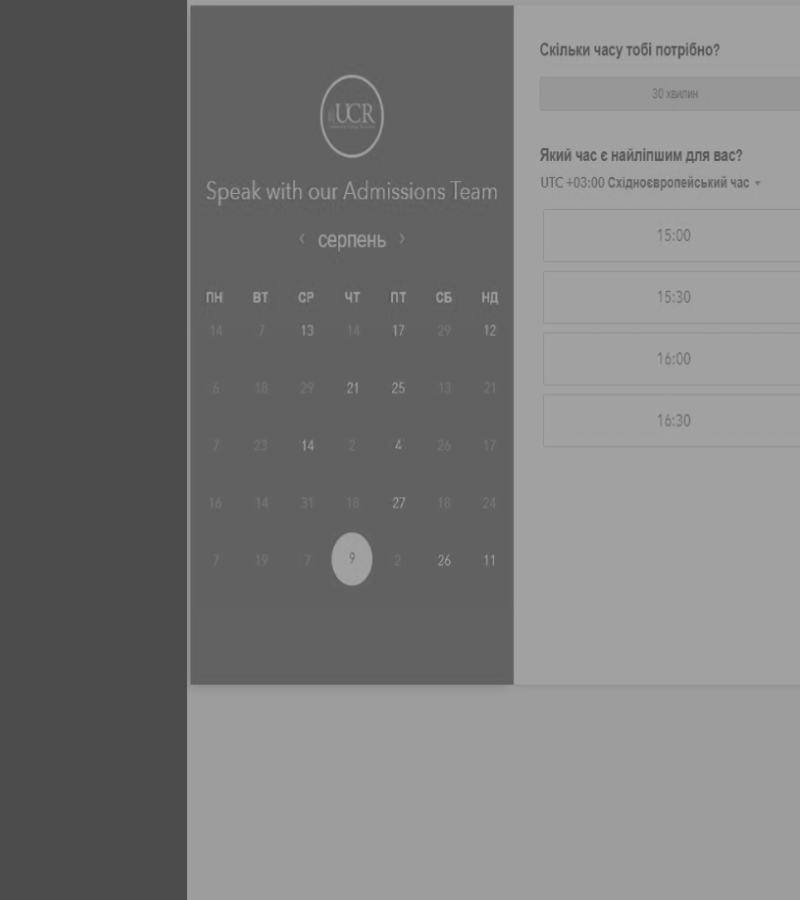 UCR
Speak with our Admissions Team
‹ серпень ›
ПН ВТ СР ЧТ ПТ СБ НД
14 7 13 14 17 29 12
6 18 29 21 25 13 21
7 23 14 2 4 26 17
16 14 31 18 27 18 24
7 19 7 9 2 26 11
Скільки часу тобі потрібно?
30 хвилин
Який час є найліпшим для вас?
UTC +03:00 Східноєвропейський час
15:00
15:30
16:00
16:30